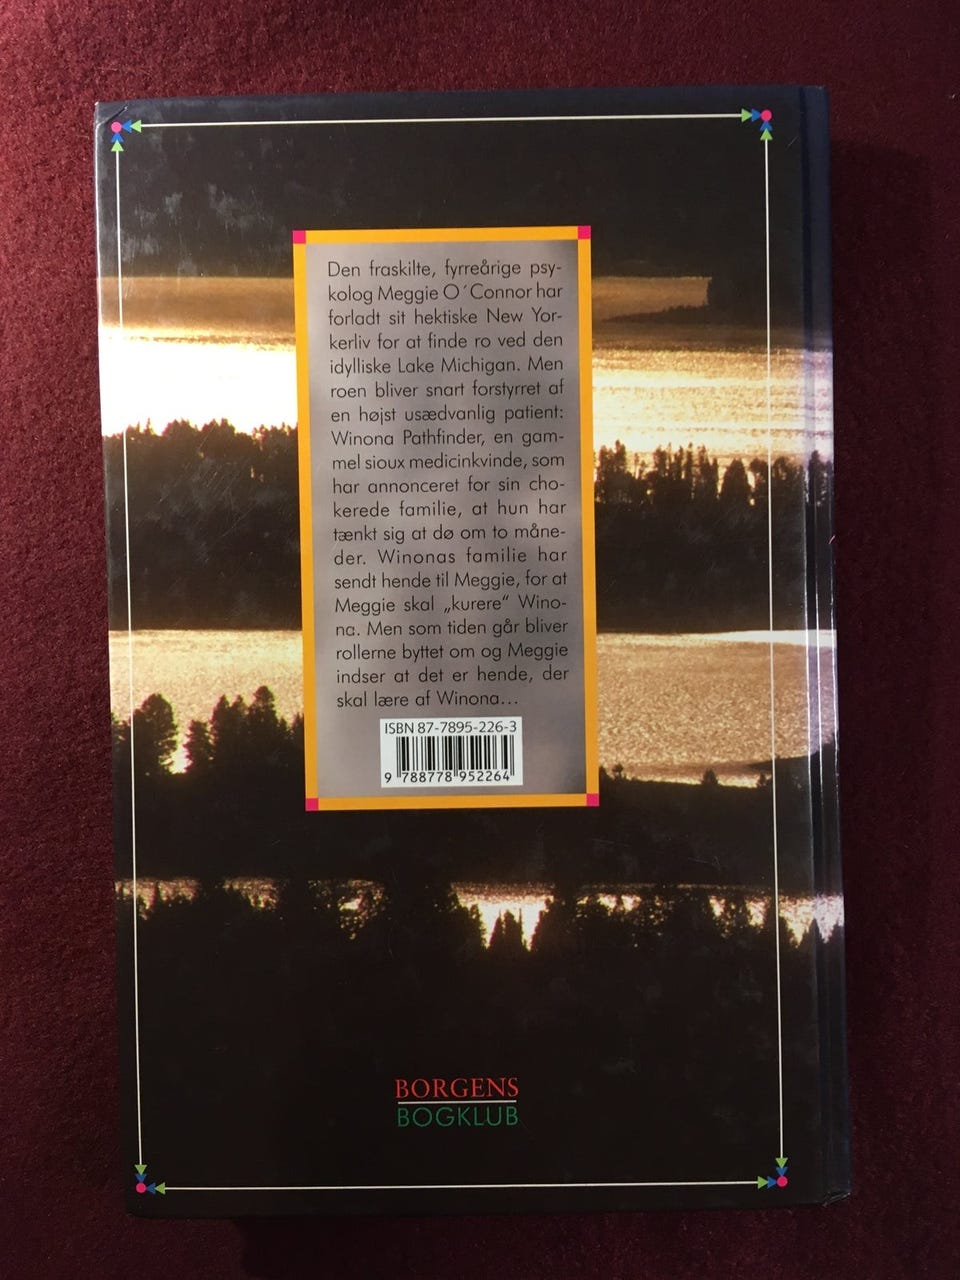 Den fraskilte, fyrreårige psy-
kolog Meggie O´Connor har
forladt sit hektiske New Yor-
kerliv for at finde ro ved den
idylliske Lake Michigan. Men
roen bliver snart forstyrret af
en højst usædvanlig patient:
Winona Pathfinder, en gam-
mel sioux medicinkvinde, som
har annonceret for sin cho-
kerede familie, at hun har
tænkt sig at dø om to måne-
der. Winonas familie har
sendt hende til Meggie, for at
Meggie skal „kurere“ Wino-
na. Men som tiden går bliver
rollerne byttet om og Meggie
indser at det er hende, der
skal lære af Winona...
ISBN 87-7895-226-3
9 788778 952264
BORGENS
BOGKLUB